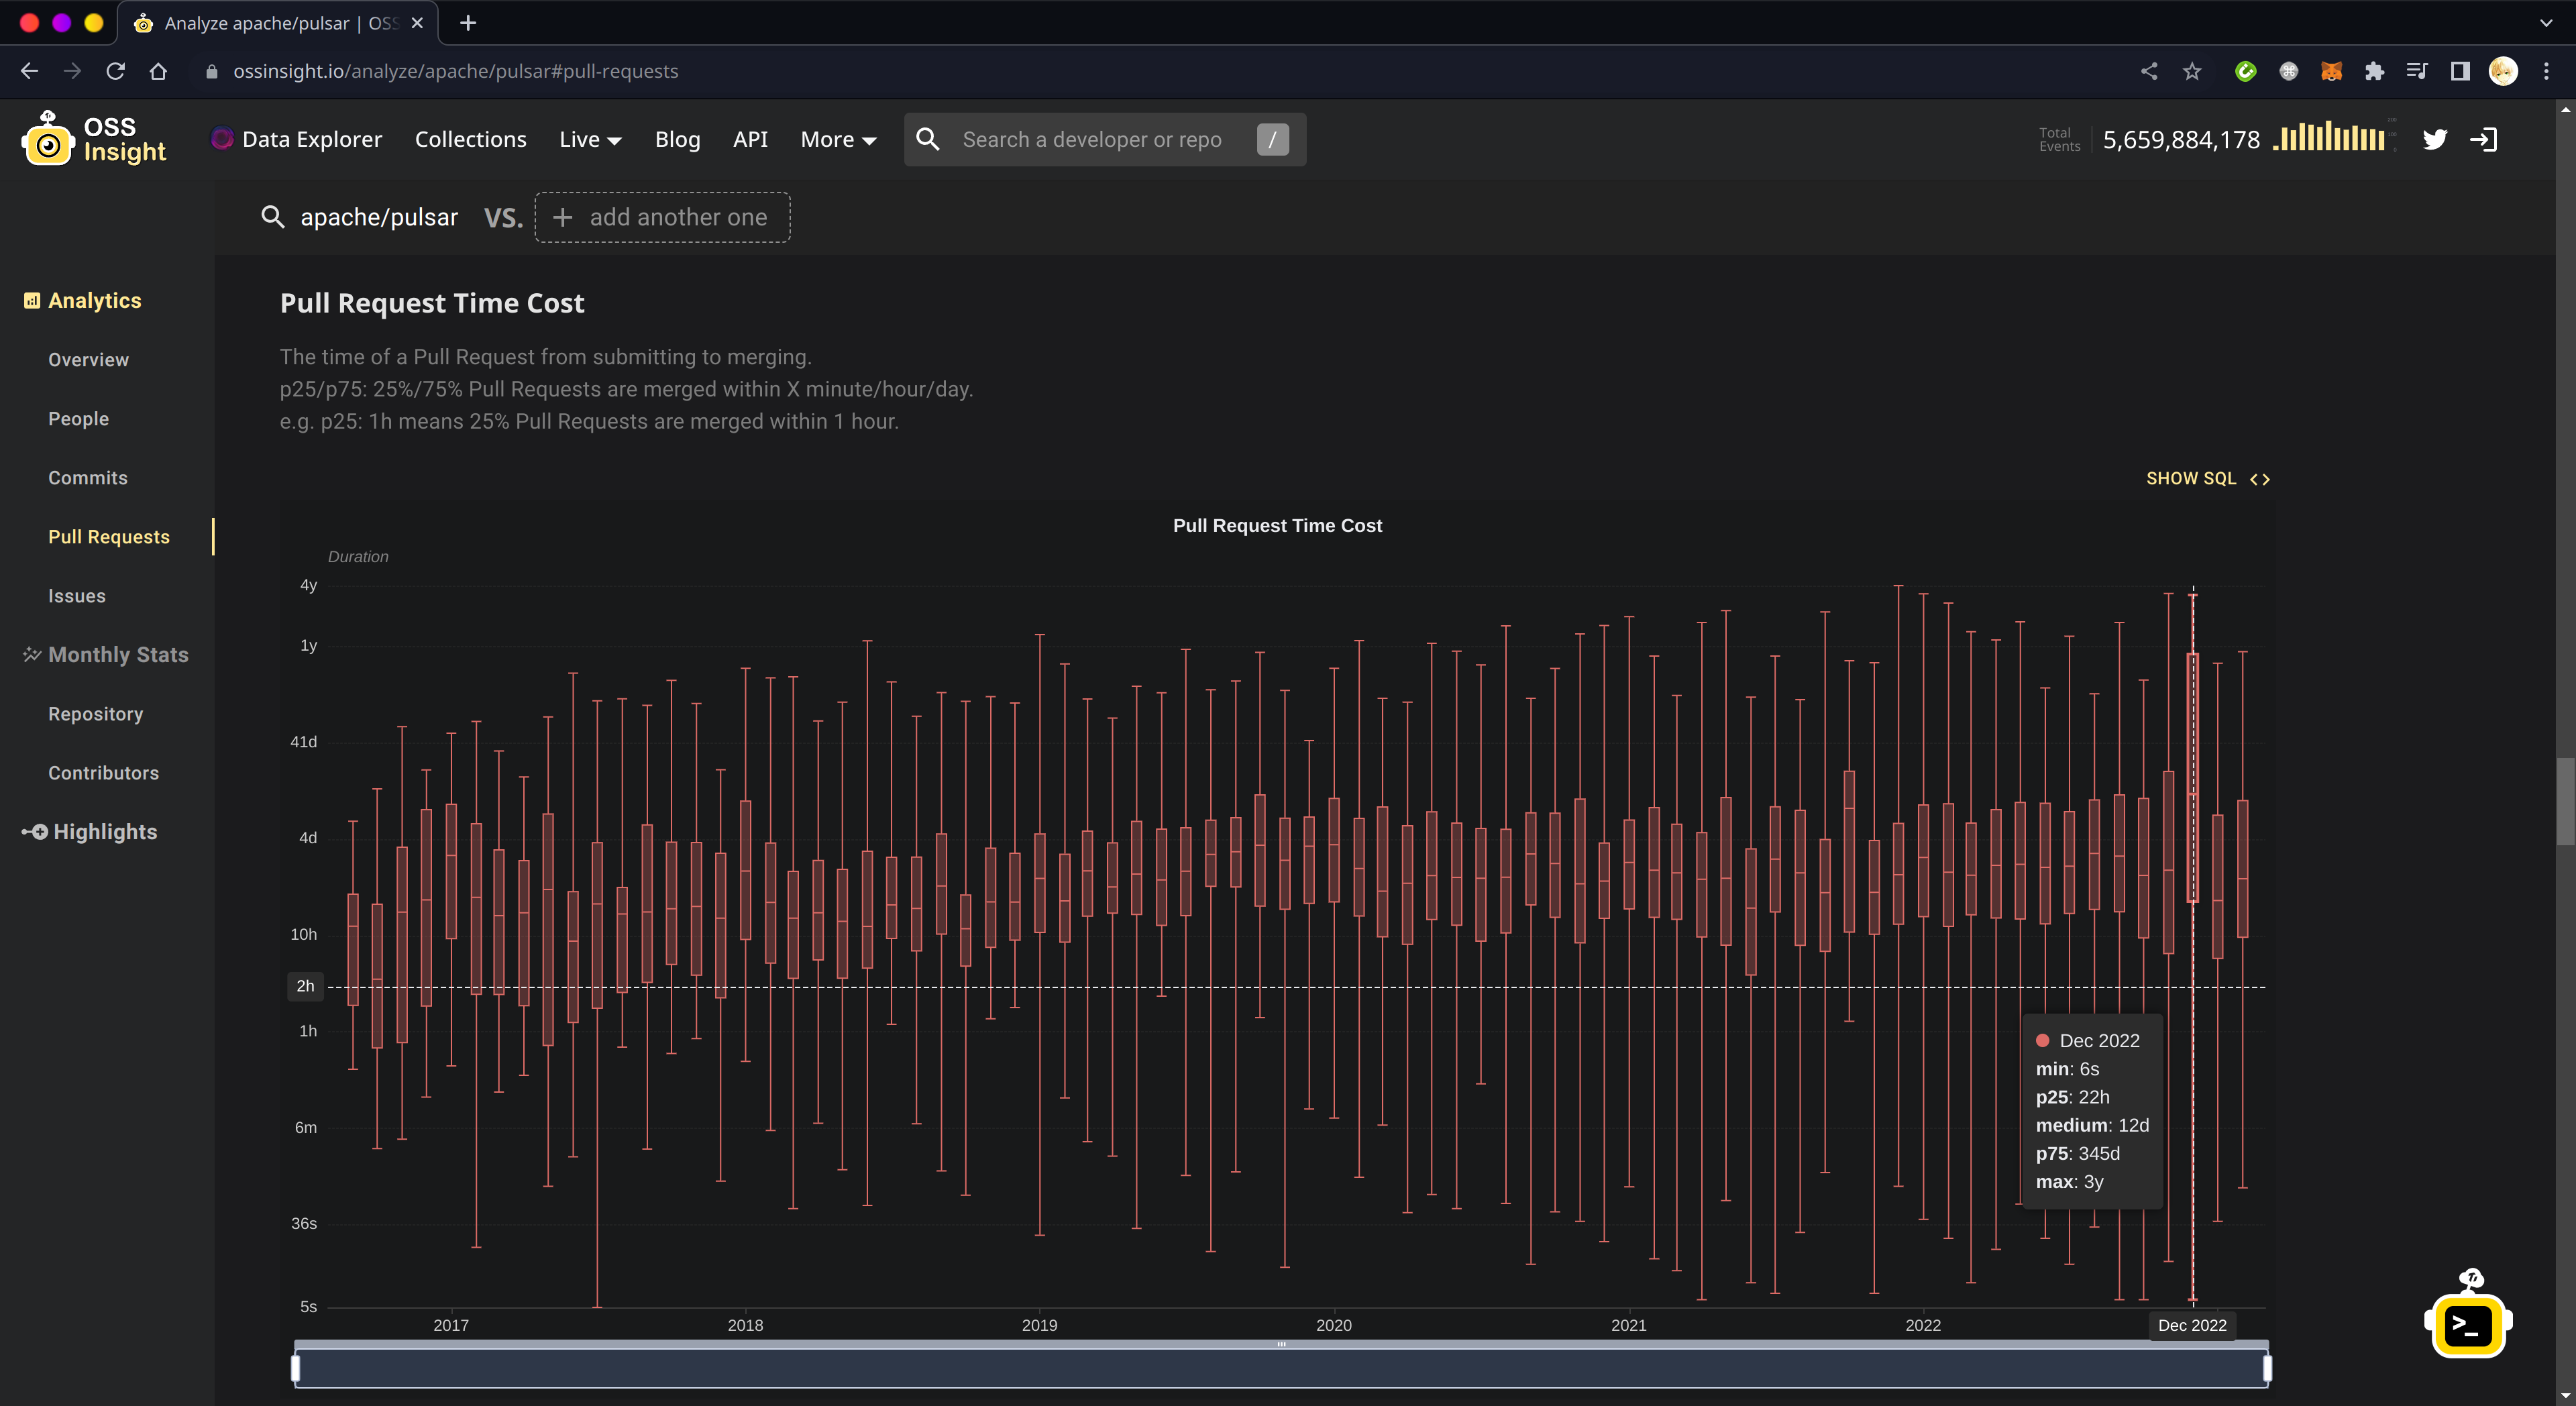 Analyze apache/pulsar | OSS
ossinsight.io/analyze/apache/pulsar#pull-requests
OSS
Insight
Data Explorer
Collections
Live
Blog
API
More
Search a developer or repo
/
Total
Events
5,659,884,178
apache/pulsar
VS.
+ add another one
Analytics
Overview
People
Commits
Pull Requests
Issues
Monthly Stats
Repository
Contributors
Highlights
Pull Request Time Cost
The time of a Pull Request from submitting to merging.
p25/p75: 25%/75% Pull Requests are merged within X minute/hour/day.
e.g. p25: 1h means 25% Pull Requests are merged within 1 hour.
SHOW SQL <>
Pull Request Time Cost
Duration
4y
1y
41d
4d
10h
2h
1h
6m
36s
5s
Dec 2022
min: 6s
p25: 22h
medium: 12d
p75: 345d
max: 3y
2017
2018
2019
2020
2021
2022
Dec 2022
>_